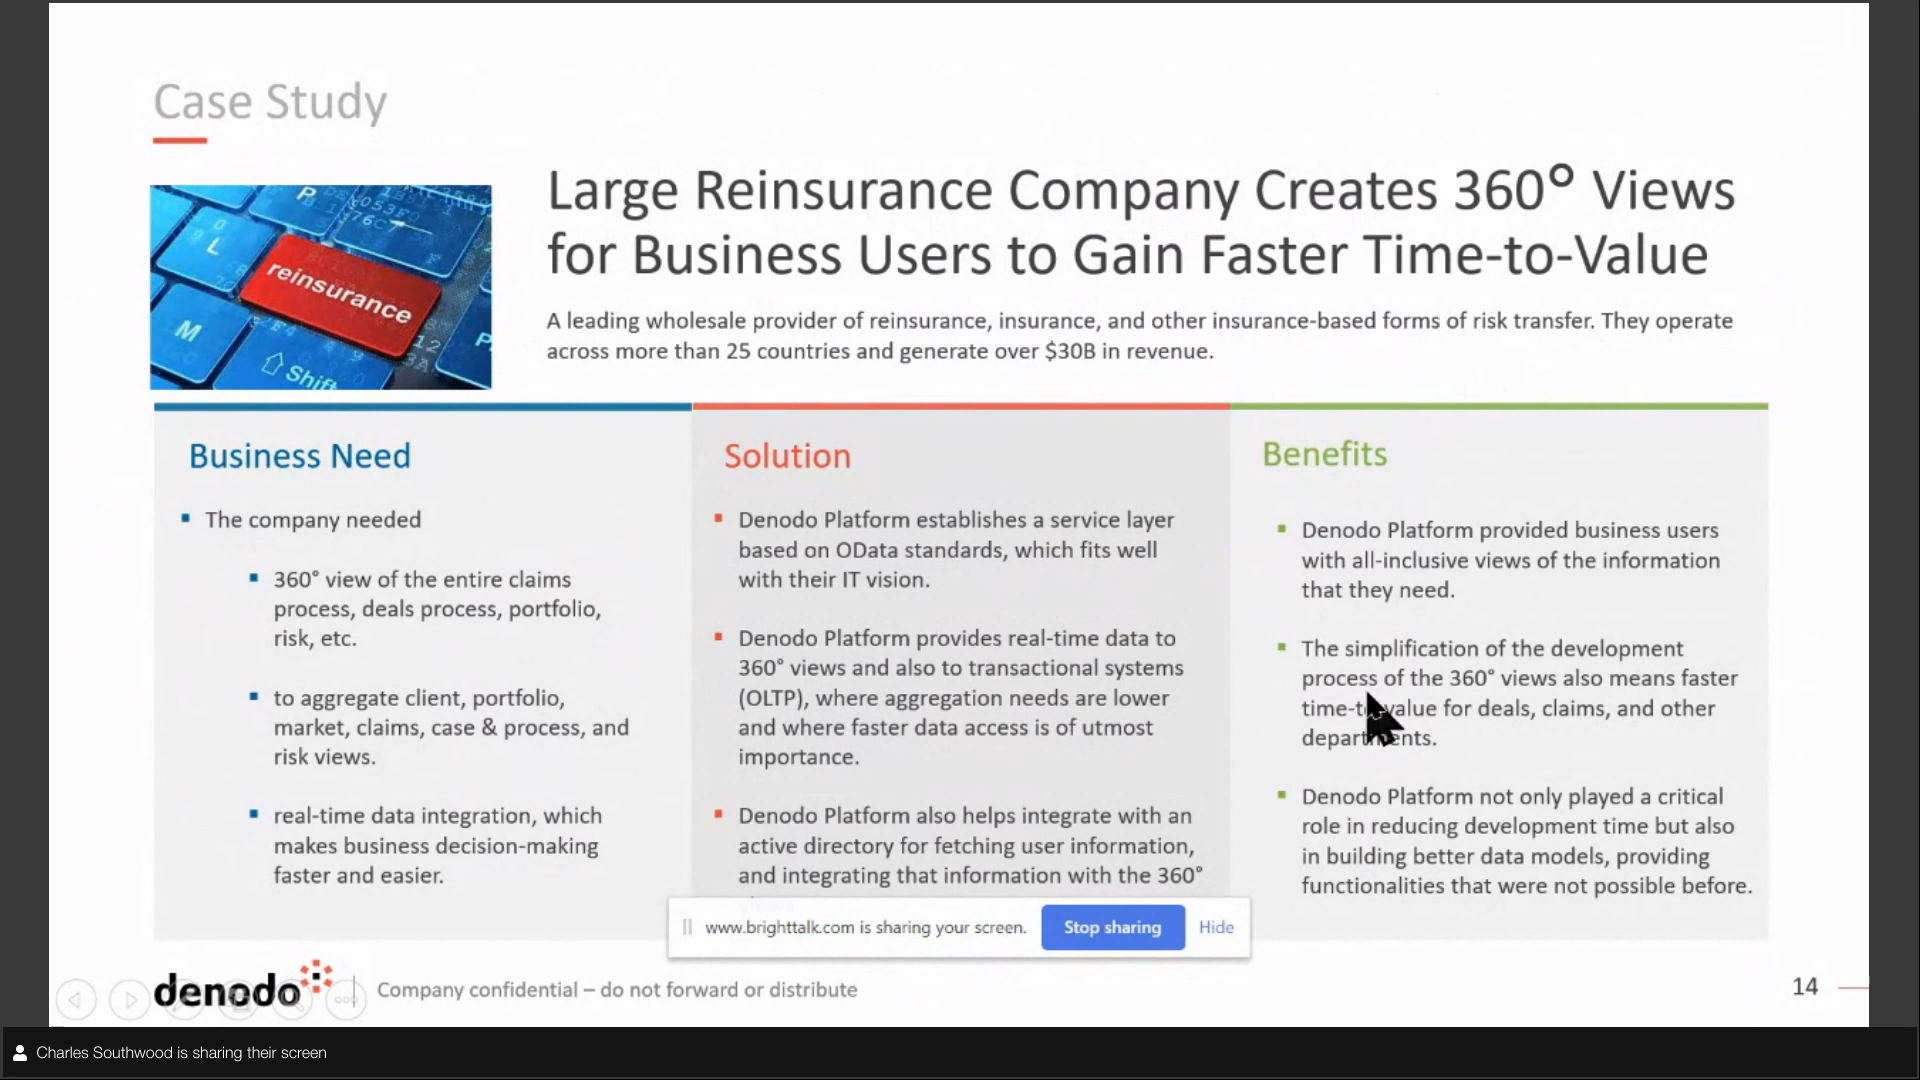 Case Study
Large Reinsurance Company Creates 360° Views
for Business Users to Gain Faster Time-to-Value
A leading wholesale provider of reinsurance, insurance, and other insurance-based forms of risk transfer. They operate
across more than 25 countries and generate over $30B in revenue.
P
L
reinsurance
M
Shift
Business Need
▪ The company needed
▪ 360° view of the entire claims
process, deals process, portfolio,
risk, etc.
▪ to aggregate client, portfolio,
market, claims, case & process, and
risk views.
▪ real-time data integration, which
makes business decision-making
faster and easier.
Solution
▪ Denodo Platform establishes a service layer
based on OData standards, which fits well
with their IT vision.
▪ Denodo Platform provides real-time data to
360° views and also to transactional systems
(OLTP), where aggregation needs are lower
and where faster data access is of utmost
importance.
▪ Denodo Platform also helps integrate with an
active directory for fetching user information,
and integrating that information with the 360°
Benefits
▪ Denodo Platform provided business users
with all-inclusive views of the information
that they need.
▪ The simplification of the development
process of the 360° views also means faster
time-to-value for deals, claims, and other
departments.
▪ Denodo Platform not only played a critical
role in reducing development time but also
in building better data models, providing
functionalities that were not possible before.
www.brighttalk.com is sharing your screen.
Stop sharing
Hide
denodo
Company confidential – do not forward or distribute
14
Charles Southwood is sharing their screen